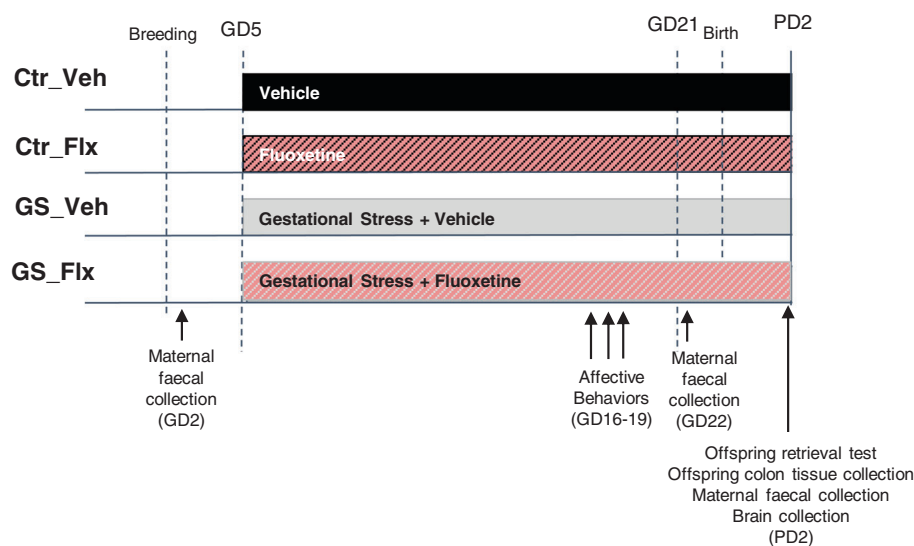 Breeding
GD5
GD21
Birth
PD2
Ctr_Veh
Vehicle
Ctr_Flx
Fluoxetine
GS_Veh
Gestational Stress + Vehicle
GS_Flx
Gestational Stress + Fluoxetine
Maternal
faecal
collection
(GD2)
Affective
Behaviors
(GD16-19)
Maternal
faecal
collection
(GD22)
Offspring retrieval test
Offspring colon tissue collection
Maternal faecal collection
Brain collection
(PD2)